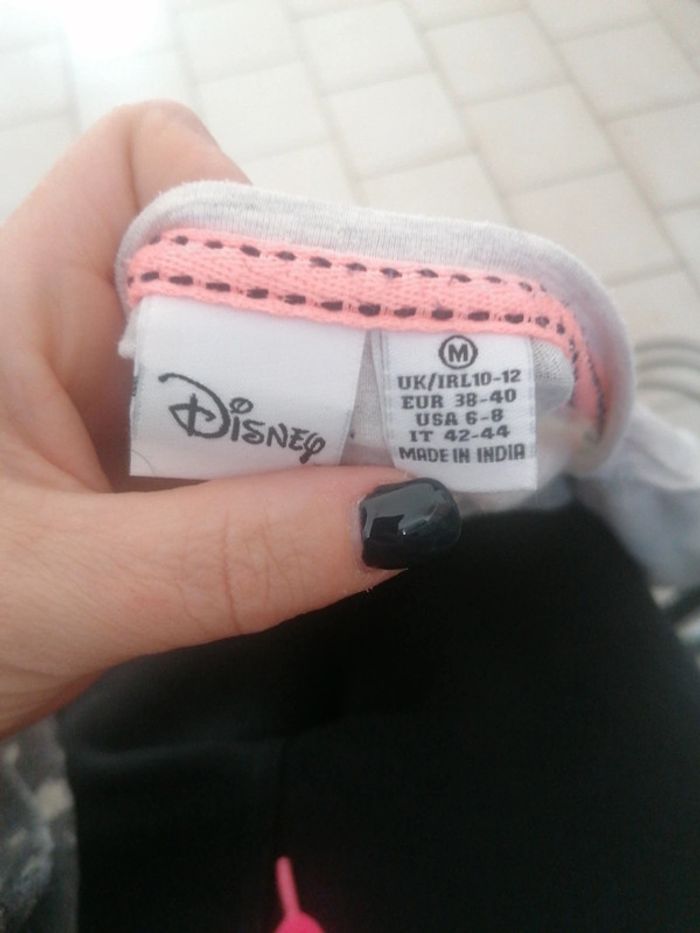 Disney
M
UK/IRL10-12
EUR 38-40
USA 6-8
IT 42-44
MADE IN INDIA